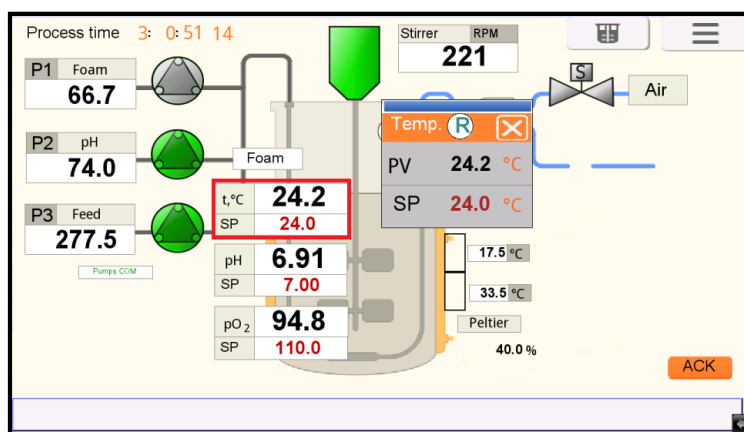 Process time 3: 0: 51 14
Stirrer RPM
221
P1 Foam
66.7
S
Air
Temp. R
P2 pH
74.0
Foam
PV 24.2 °C
t,°C 24.2
SP 24.0
SP 24.0 °C
P3 Feed
277.5
Pumps COM
pH 6.91
SP 7.00
17.5 °C
33.5 °C
pO2 94.8
SP 110.0
Peltier
40.0 %
ACK